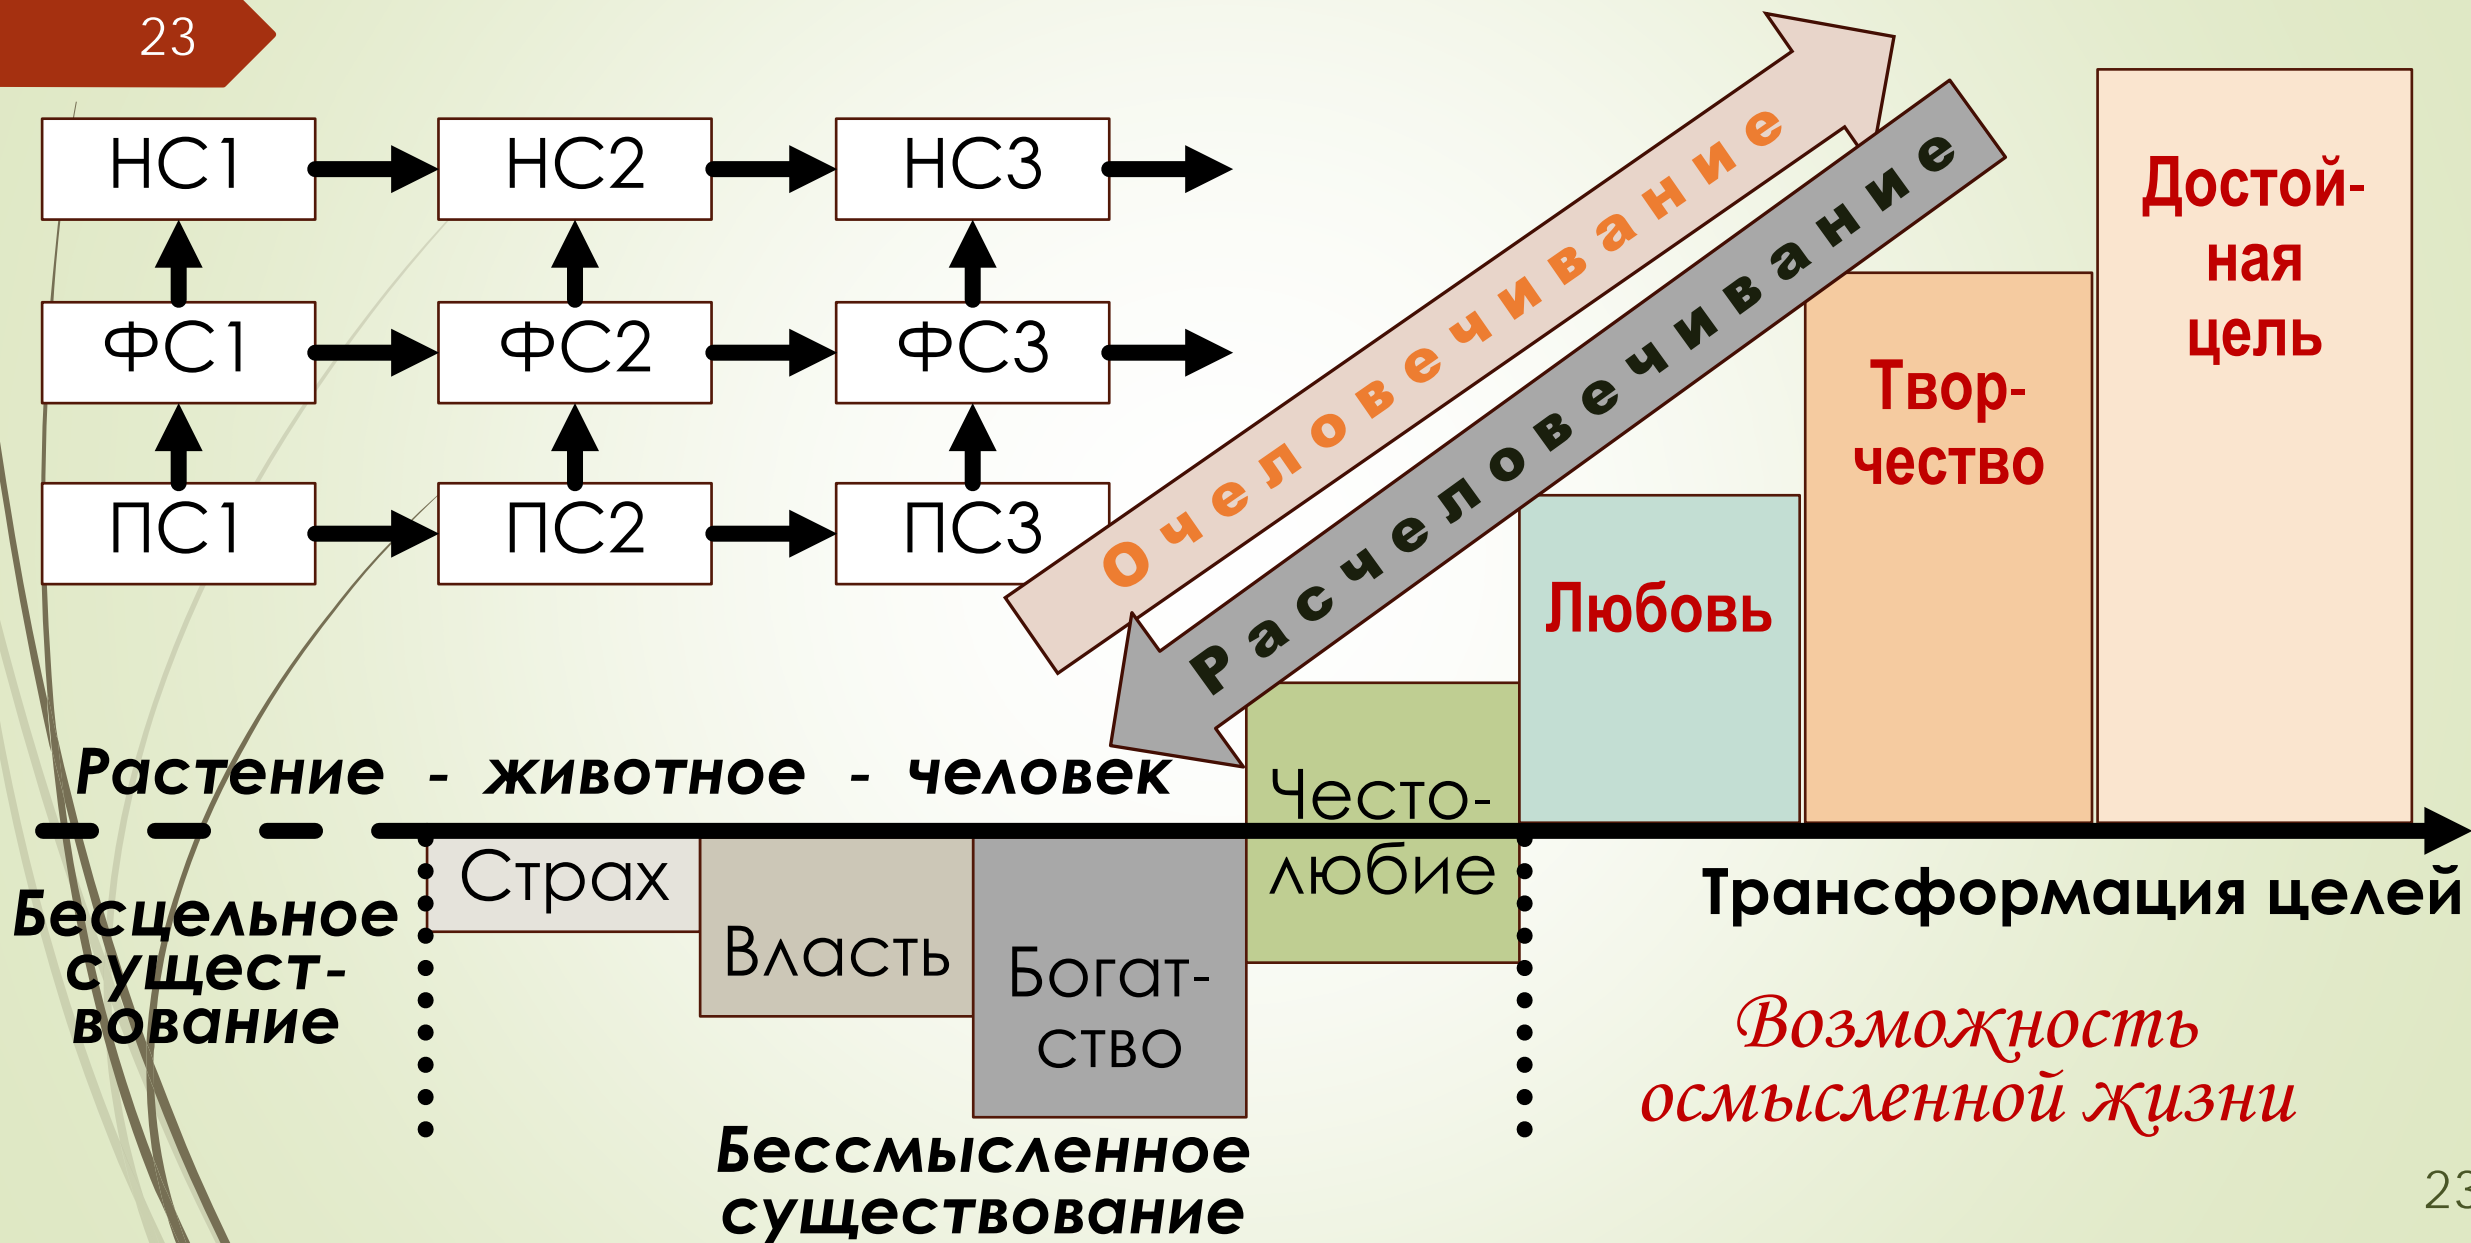 23
НС1 НС2 НС3
ФС1 ФС2 ФС3
ПС1 ПС2 ПС3
Очеловечивание
Расчеловечивание
Достой-
ная
цель
Твор-
чество
Любовь
Често-
любие
Растение - животное - человек
Страх
Власть
Богат-
ство
Бесцельное
сущест-
вование
Бессмысленное
существование
Трансформация целей
Возможность
осмысленной жизни
23